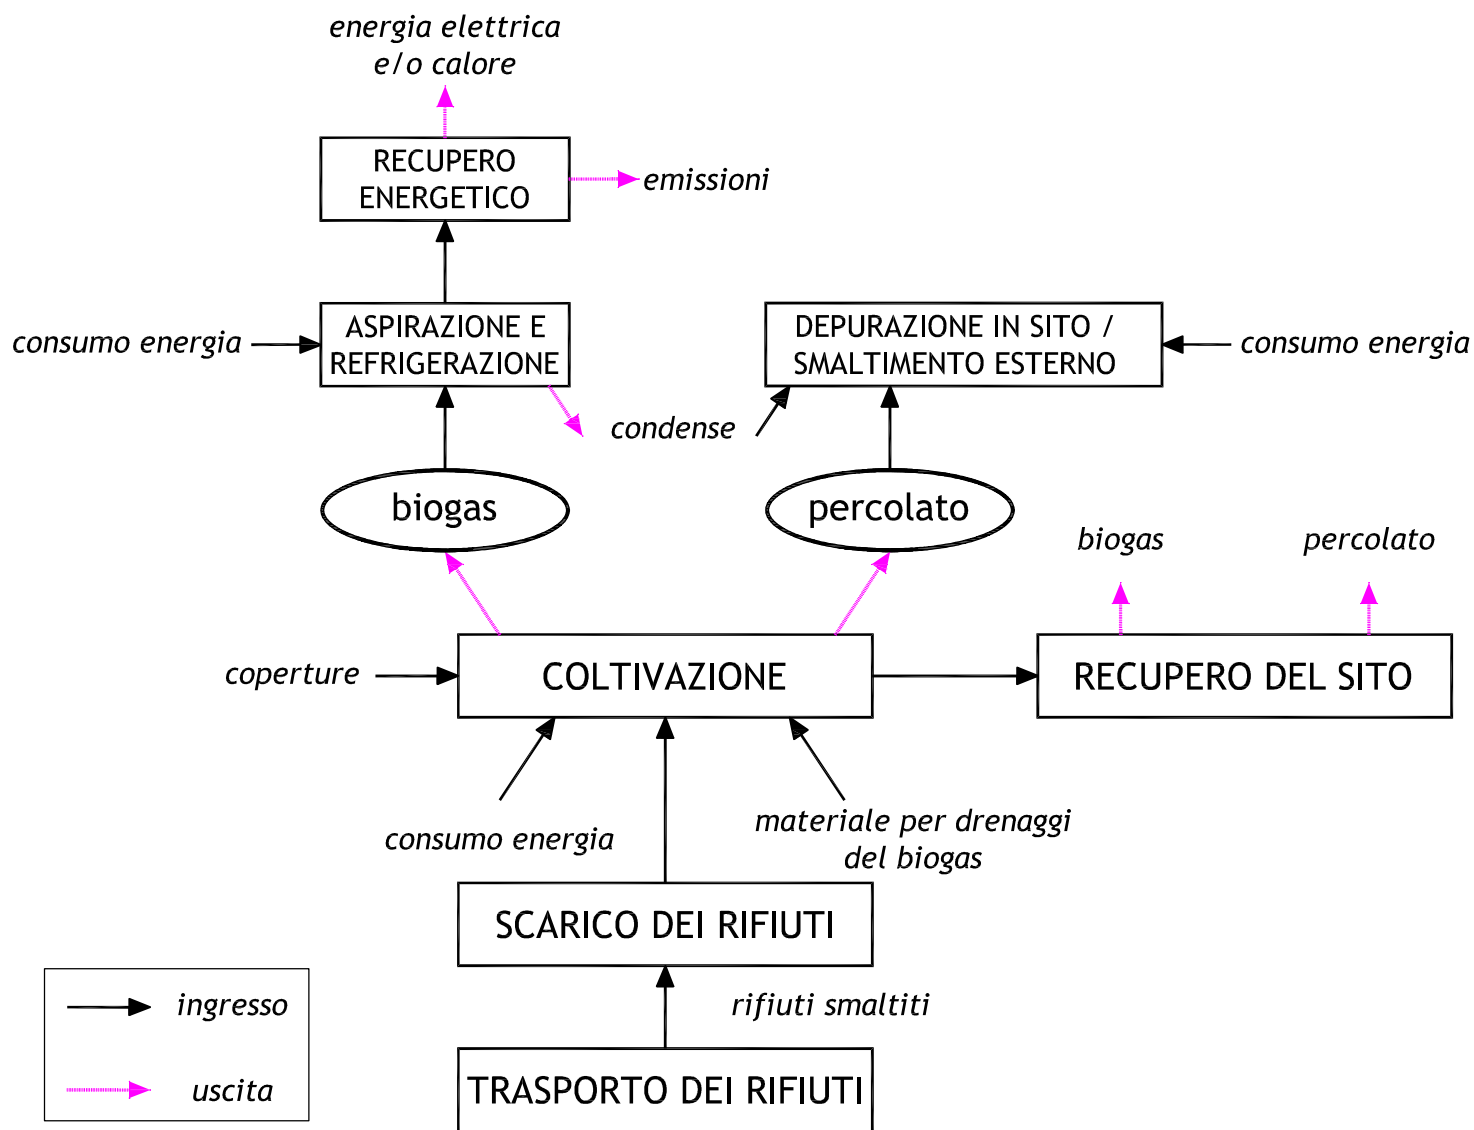 energia elettrica
e/o calore
RECUPERO
ENERGETICO
emissioni
consumo energia
ASPIRAZIONE E
REFRIGERAZIONE
DEPURAZIONE IN SITO /
SMALTIMENTO ESTERNO
consumo energia
condense
biogas
percolato
biogas
percolato
coperture
COLTIVAZIONE
RECUPERO DEL SITO
consumo energia
materiale per drenaggi
del biogas
SCARICO DEI RIFIUTI
rifiuti smaltiti
TRASPORTO DEI RIFIUTI
ingresso
uscita